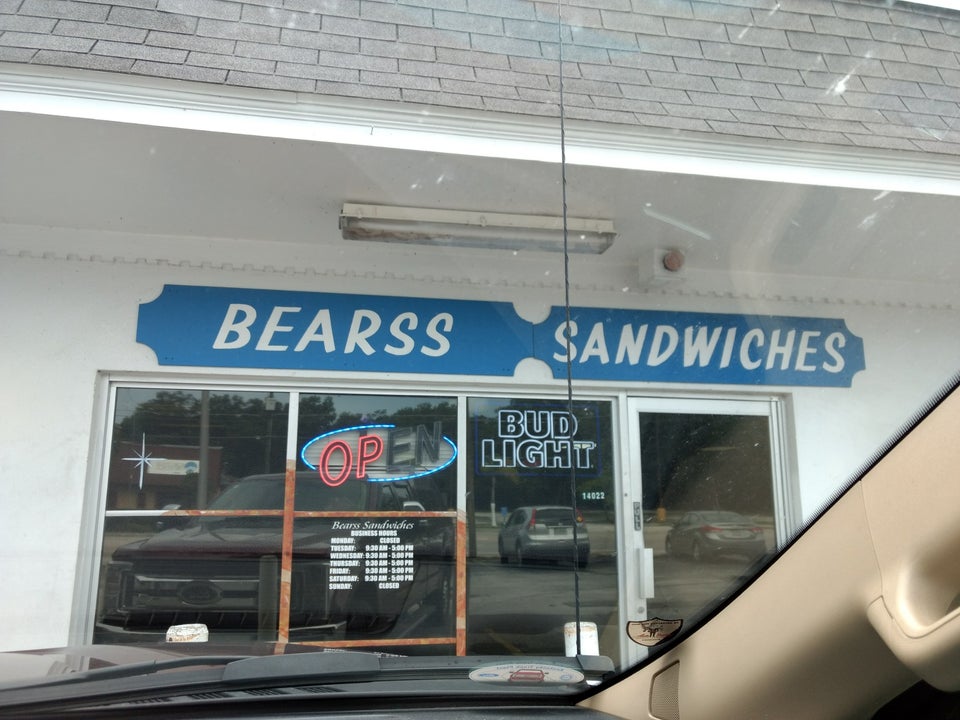 BEARSS SANDWICHES
OPEN
BUD
LIGHT
14022
Bearss Sandwiches
BUSINESS HOURS
MONDAY: CLOSED
TUESDAY: 9:30 AM - 5:00 PM
WEDNESDAY: 9:30 AM - 5:00 PM
THURSDAY: 9:30 AM - 5:00 PM
FRIDAY: 9:30 AM - 5:00 PM
SATURDAY: 9:30 AM - 5:00 PM
SUNDAY: CLOSED
PULL